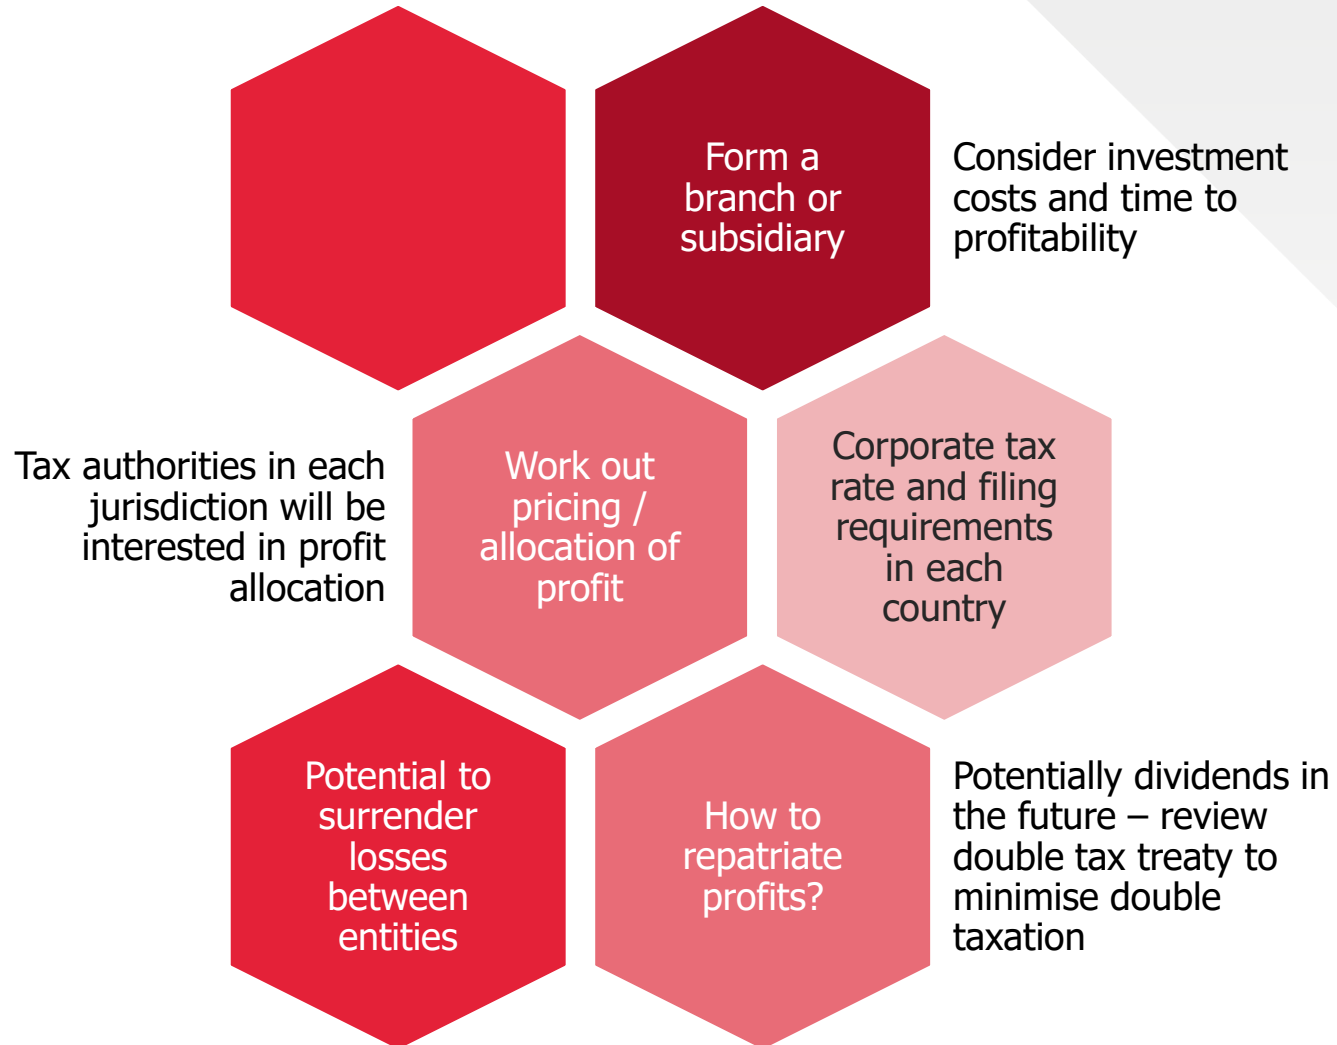 Form a
branch or
subsidiary
Consider investment
costs and time to
profitability
Tax authorities in each
jurisdiction will be
interested in profit
allocation
Work out
pricing /
allocation of
profit
Corporate tax
rate and filing
requirements
in each
country
Potential to
surrender
losses
between
entities
How to
repatriate
profits?
Potentially dividends in
the future – review
double tax treaty to
minimise double
taxation